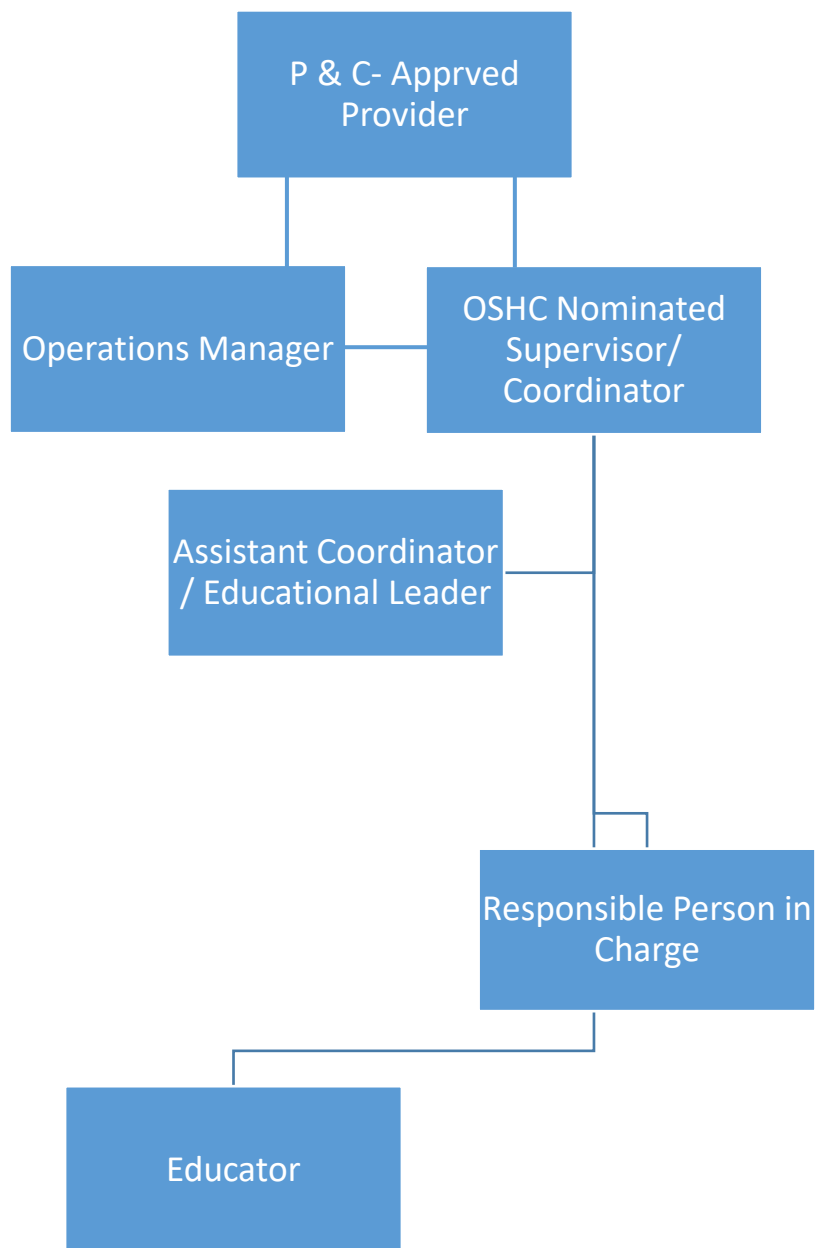 P & C- Apprved
Provider
Operations Manager
OSHC Nominated
Supervisor/
Coordinator
Assistant Coordinator
/ Educational Leader
Responsible Person in
Charge
Educator